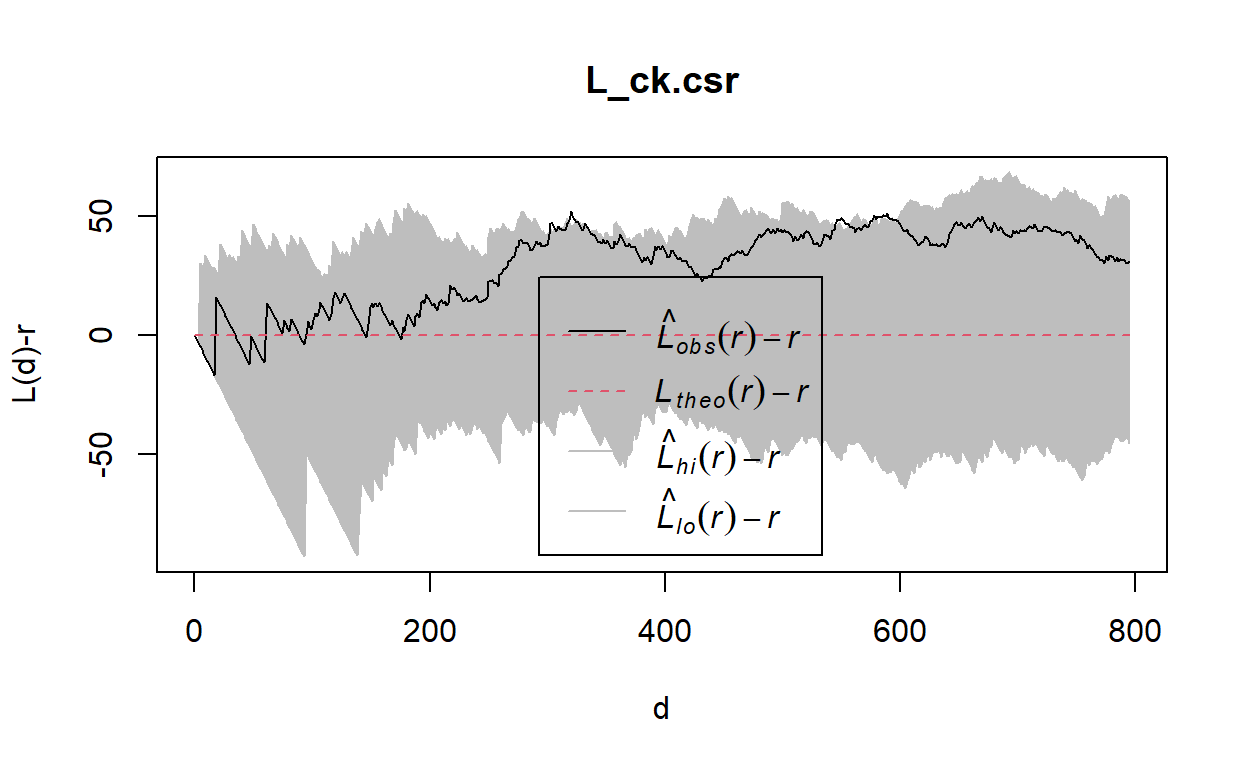 L_ck.csr
L(d)-r
50
0
-50
L̂obs(r) − r
Ltheo(r) − r
L̂hi(r) − r
L̂lo(r) − r
0 200 400 600 800
d